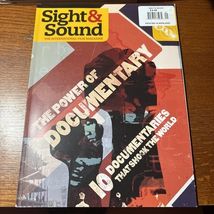 Sight&
Sound
THE INTERNATIONAL FILM MAGAZINE
THE POWER OF
DOCUMENTARY
10
DOCUMENTARIES
THAT SHOOK THE WORLD